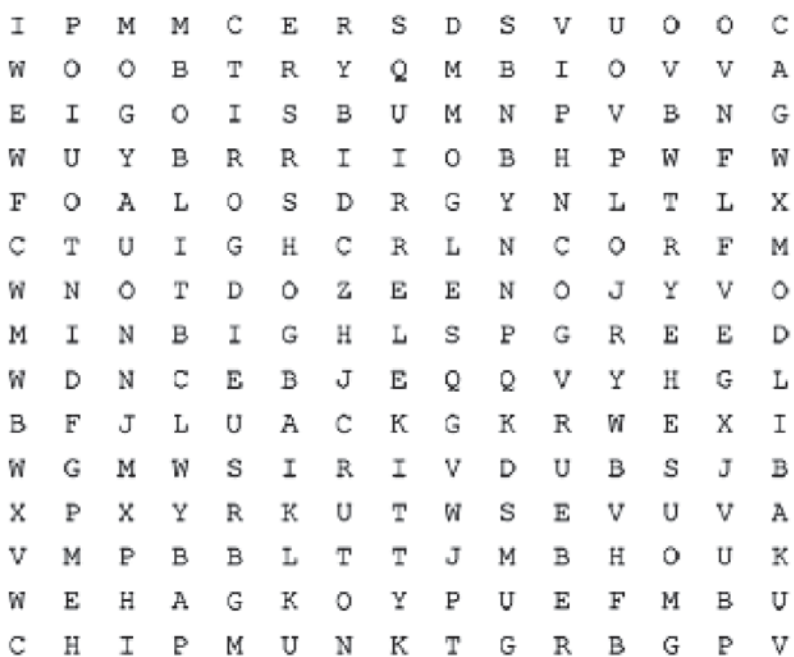 I P M M C E R S D S V U O O C
W O O B T R Y Q M B I O V V A
E I G O I S B U M N P V B N G
W U Y B R R I I O B H P W F W
F O A L O S D R G Y N L T L X
C T U I G H C R L N C O R F M
W N O T D O Z E E N O J Y V O
M I N B I G H L S P G R E E D
W D N C E B J E Q Q V Y H G L
B F J L U A C K G K R W E X I
W G M W S I R I V D U B S J B
X P X Y R K U T W S E V U V A
V M P B B L T T J M B H O U K
W E H A G K O Y P U E F M B U
C H I P M U N K T G R B G P V